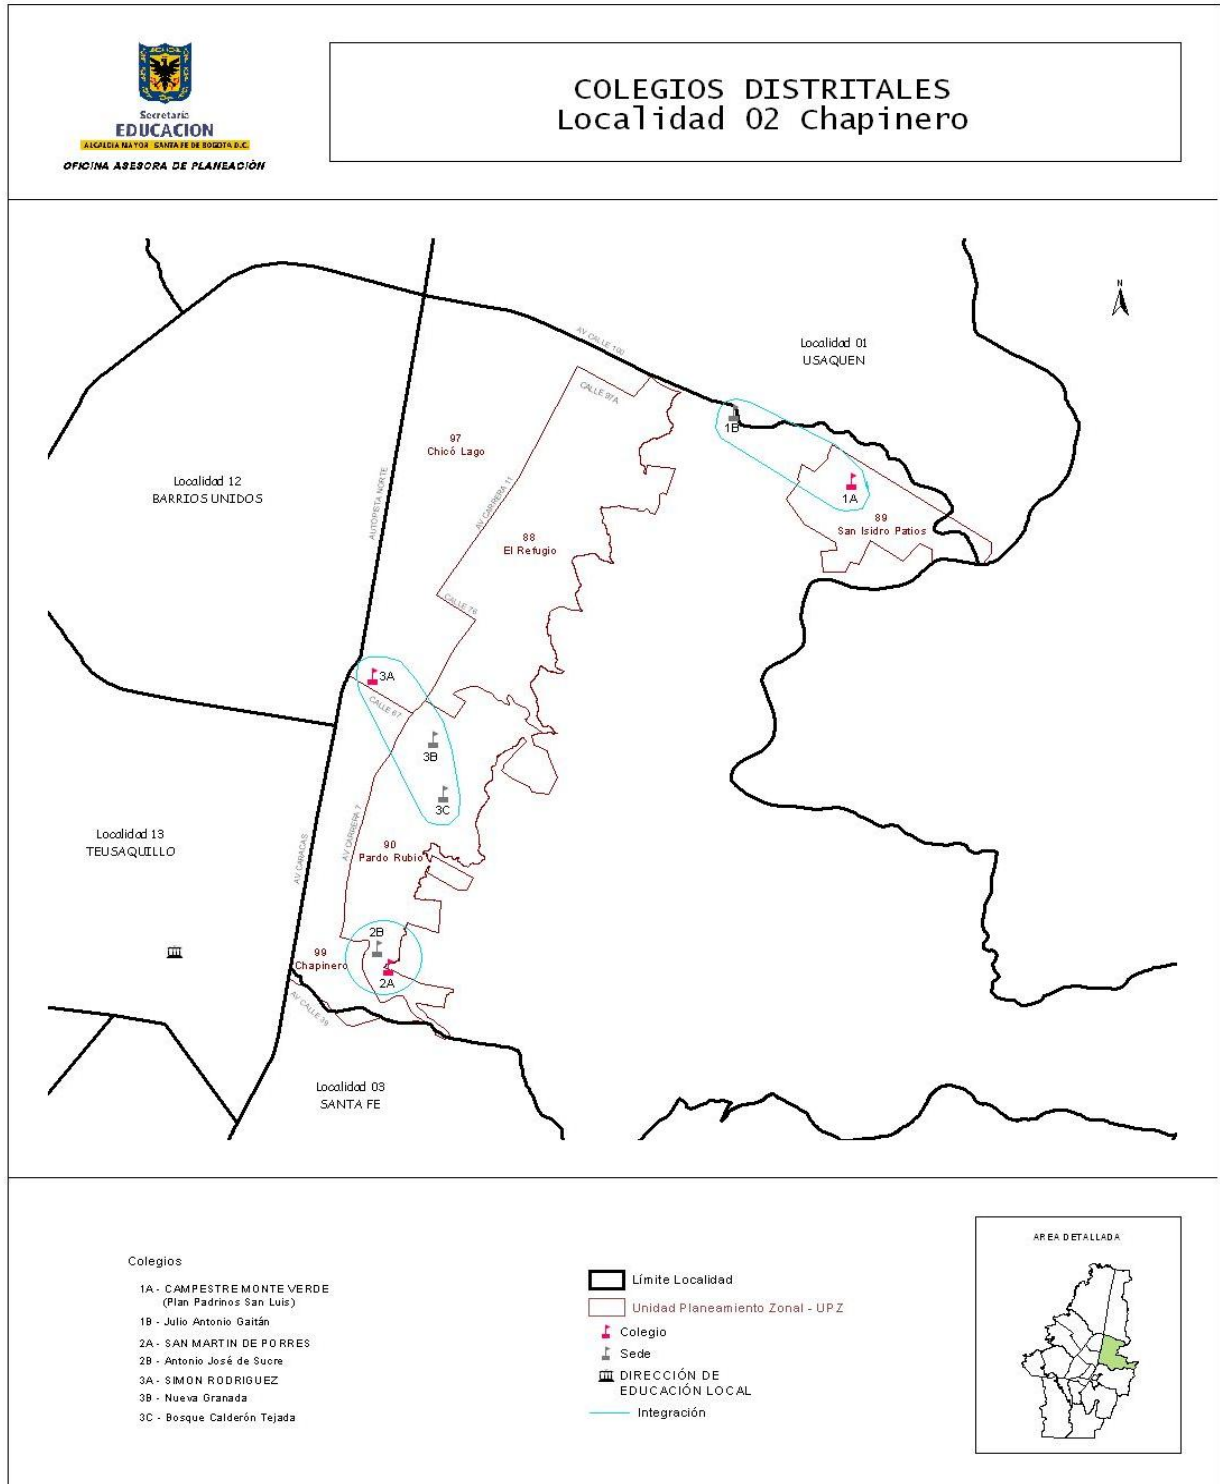 Secretaría
EDUCACION
ALCALDIA MAYOR SANTA FE DE BOGOTA D.C.
OFICINA ASESORA DE PLANEACIÓN
COLEGIOS DISTRITALES
Localidad 02 Chapinero
N
AV CALLE 100
Localidad 01
USAQUEN
CALLE 97A
1B
97
Chicó Lago
Localidad 12
BARRIOS UNIDOS
AUTOPISTA NORTE
AV CARRERA 11
1A
89
San Isidro Patios
88
El Refugio
CALLE 76
3A
CALLE 67
3B
3C
Localidad 13
TEUSAQUILLO
AV CARACAS
AV CARRERA 7
90
Pardo Rubio
2B
99
Chapinero
2A
AV CALLE 39
Localidad 03
SANTA FE
Colegios
1A - CAMPESTRE MONTE VERDE
(Plan Padrinos San Luis)
1B - Julio Antonio Gaitán
2A - SAN MARTIN DE PORRES
2B - Antonio José de Sucre
3A - SIMON RODRIGUEZ
3B - Nueva Granada
3C - Bosque Calderón Tejada
Límite Localidad
Unidad Planeamiento Zonal - UPZ
Colegio
Sede
DIRECCIÓN DE
EDUCACIÓN LOCAL
Integración
AREA DETALLADA